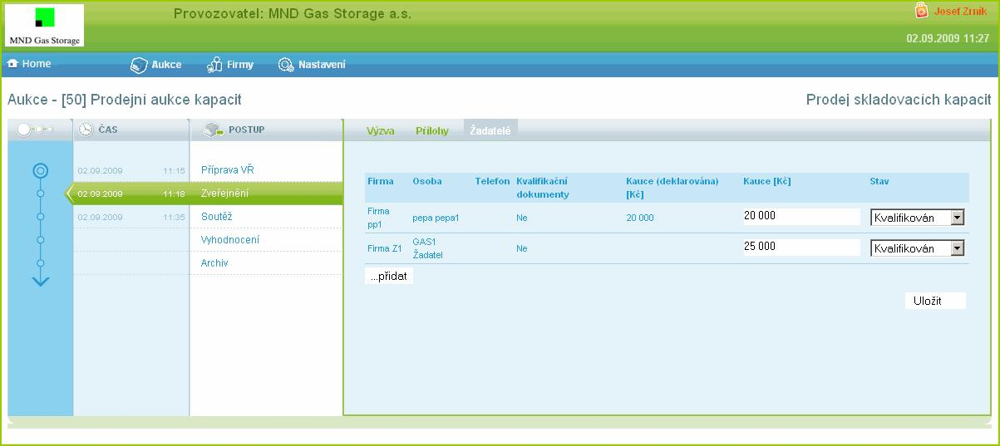 Provozovatel: MND Gas Storage a.s.
Josef Zrník
MND Gas Storage
02.09.2009 11:27
Home
Aukce
Firmy
Nastavení
Aukce - [50] Prodejní aukce kapacit
Prodej skladovacích kapacit
ČAS
POSTUP
Výzva
Přílohy
Žadatelé
02.09.2009 11:15 Příprava VŘ
02.09.2009 11:18 Zveřejnění
02.09.2009 11:35 Soutěž
Vyhodnocení
Archiv
Firma Osoba Telefon Kvalifikační Kauce (deklarována) Kauce [Kč] Stav
dokumenty [Kč]
Firma
pp1 pepa pepa1 Ne 20 000 20 000 Kvalifikován
GAS1
Firma Z1 Ne 25 000 Kvalifikován
Žadatel
...přidat
Uložit